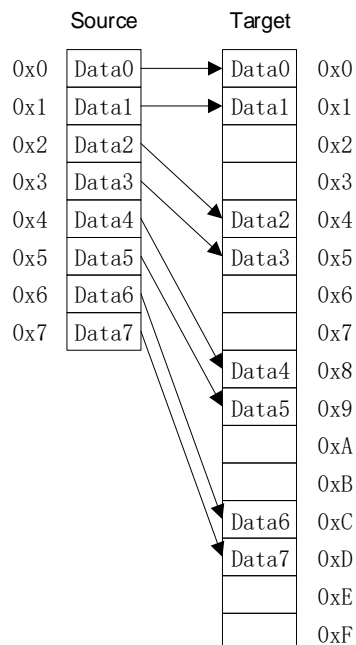 Source Target
0x0 Data0 Data0 0x0
0x1 Data1 Data1 0x1
0x2 Data2 0x2
0x3 Data3 0x3
0x4 Data4 Data2 0x4
0x5 Data5 Data3 0x5
0x6 Data6 0x6
0x7 Data7 0x7
Data4 0x8
Data5 0x9
0xA
0xB
Data6 0xC
Data7 0xD
0xE
0xF